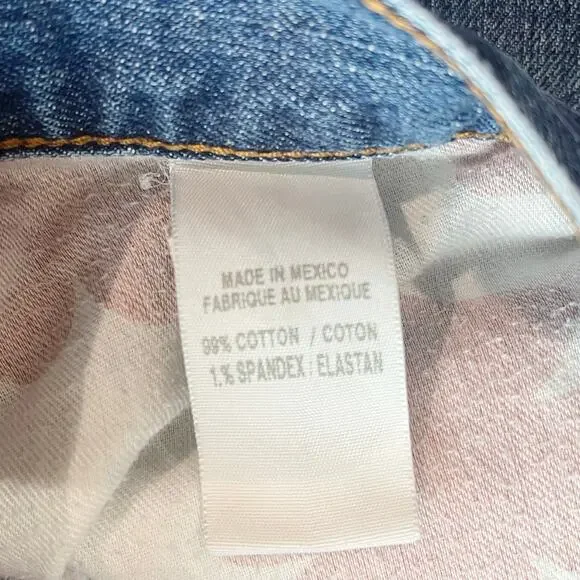 MADE IN MEXICO
FABRIQUE AU MEXIQUE
99% COTTON / COTON
1.% SPANDEX / ELASTAN